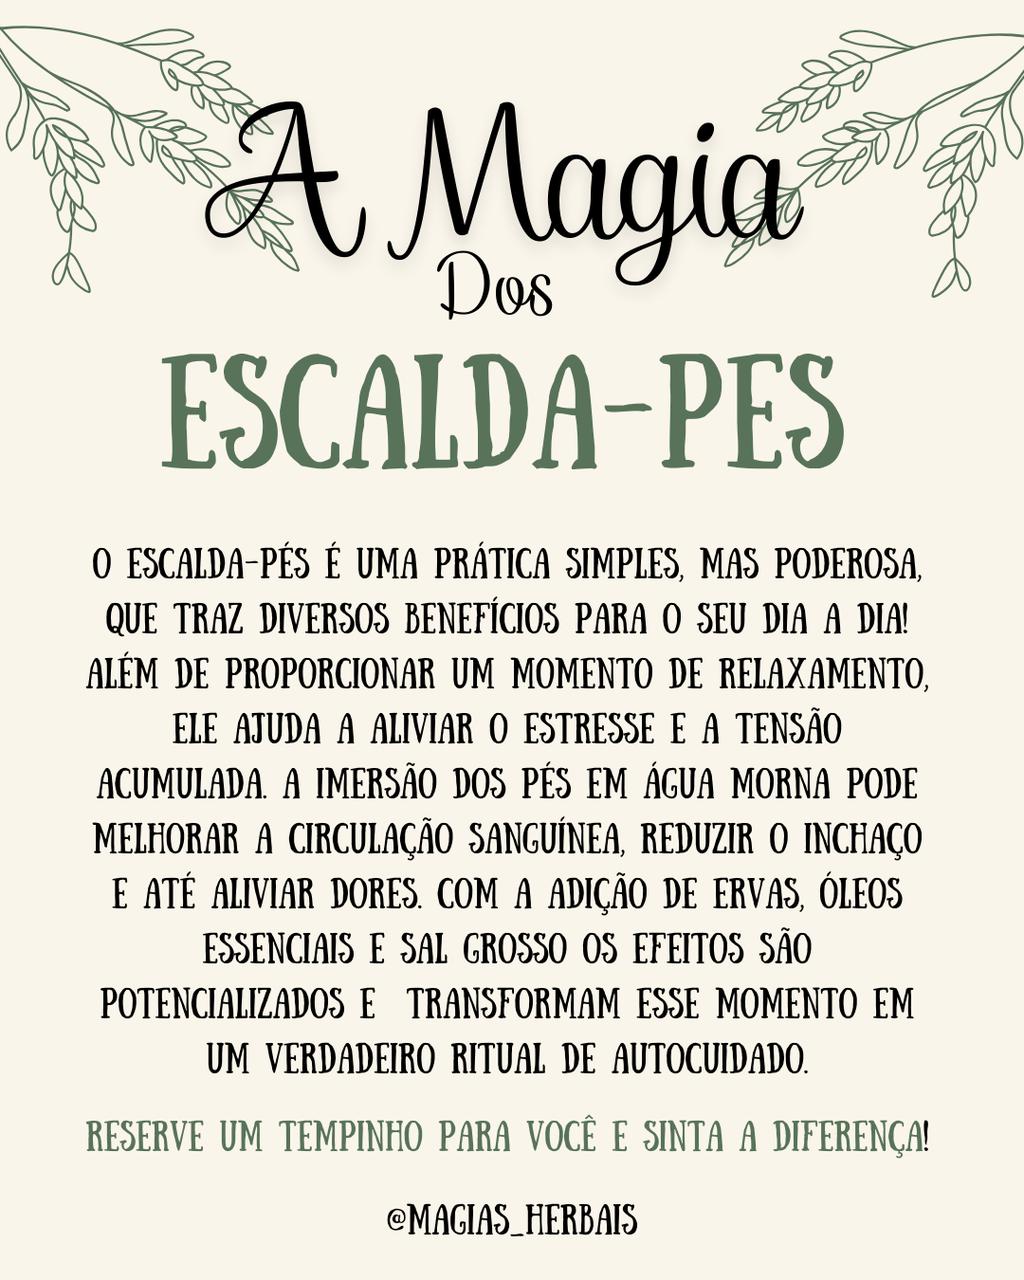 A Magia
Dos
ESCALDA-PES
O ESCALDA-PÉS É UMA PRÁTICA SIMPLES, MAS PODEROSA,
QUE TRAZ DIVERSOS BENEFÍCIOS PARA O SEU DIA A DIA!
ALÉM DE PROPORCIONAR UM MOMENTO DE RELAXAMENTO,
ELE AJUDA A ALIVIAR O ESTRESSE E A TENSÃO
ACUMULADA. A IMERSÃO DOS PÉS EM ÁGUA MORNA PODE
MELHORAR A CIRCULAÇÃO SANGUÍNEA, REDUZIR O INCHAÇO
E ATÉ ALIVIAR DORES. COM A ADIÇÃO DE ERVAS, ÓLEOS
ESSENCIAIS E SAL GROSSO OS EFEITOS SÃO
POTENCIALIZADOS E TRANSFORMAM ESSE MOMENTO EM
UM VERDADEIRO RITUAL DE AUTOCUIDADO.
RESERVE UM TEMPINHO PARA VOCÊ E SINTA A DIFERENÇA!
@MAGIAS_HERBAIS